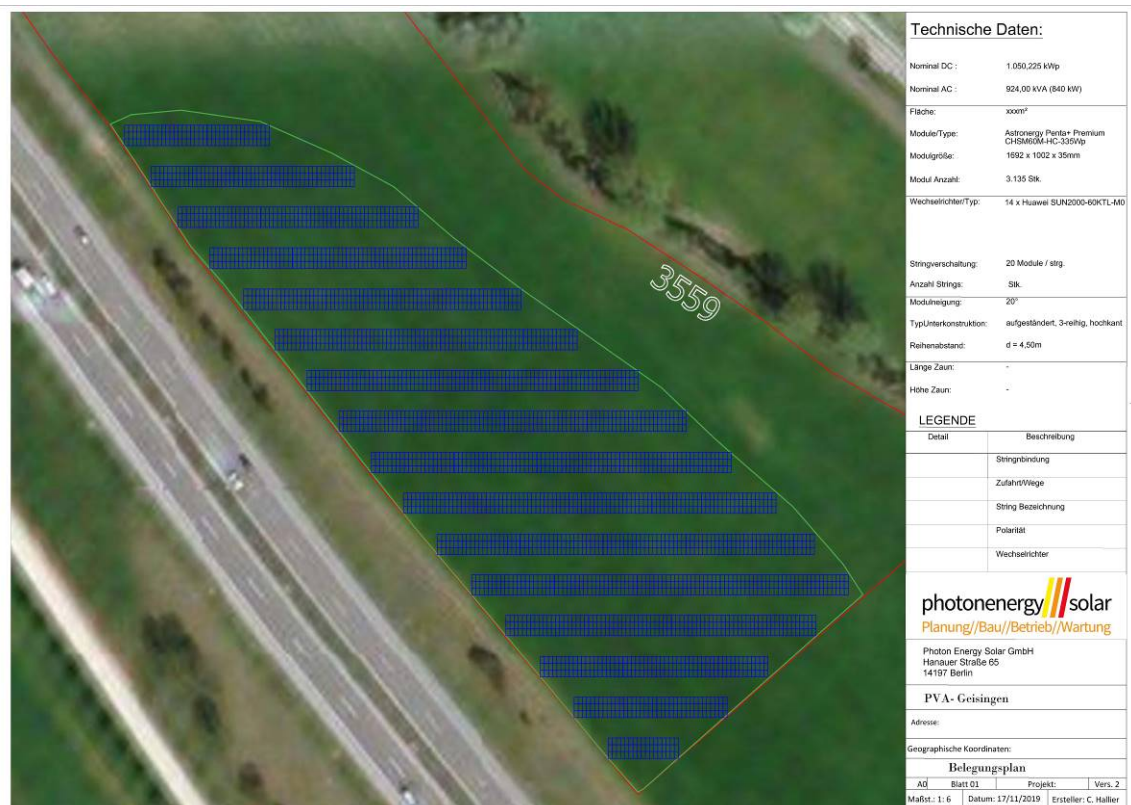 3559
Technische Daten:
Nominal DC : 1.050,225 kWp
Nominal AC : 924,00 kVA (840 kW)
Fläche: xxxm²
Module/Type: Astronergy Penta+ Premium
CHSM60M-HC-335Wp
Modulgröße: 1692 x 1002 x 35mm
Modul Anzahl: 3.135 Stk.
Wechselrichter/Typ: 14 x Huawei SUN2000-60KTL-M0
Stringverschaltung: 20 Module / strg.
Anzahl Strings: Stk.
Modulneigung: 20°
TypUnterkonstruktion: aufgeständert, 3-reihig, hochkant
Reihenabstand: d = 4,50m
Länge Zaun: -
Höhe Zaun: -
LEGENDE
Detail Beschreibung
Stringnbindung
Zufahrt/Wege
String Bezeichnung
Polarität
Wechselrichter
photonenergy solar
Planung//Bau//Betrieb//Wartung
Photon Energy Solar GmbH
Hanauer Straße 65
14197 Berlin
PVA- Geisingen
Adresse:
Geographische Koordinaten:
Belegungsplan
A0 Blatt 01 Projekt: Vers. 2
Maßst.: 1: 6 Datum: 17/11/2019 Ersteller: C. Hallier